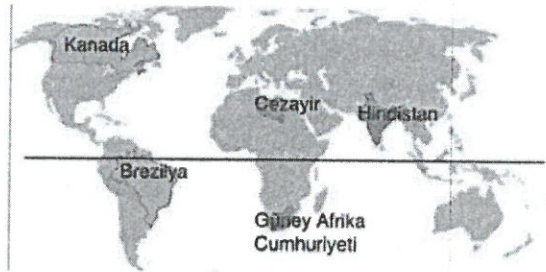 Kanada
Cezayir
Hindistan
Brezilya
Güney Afrika
Cumhuriyeti